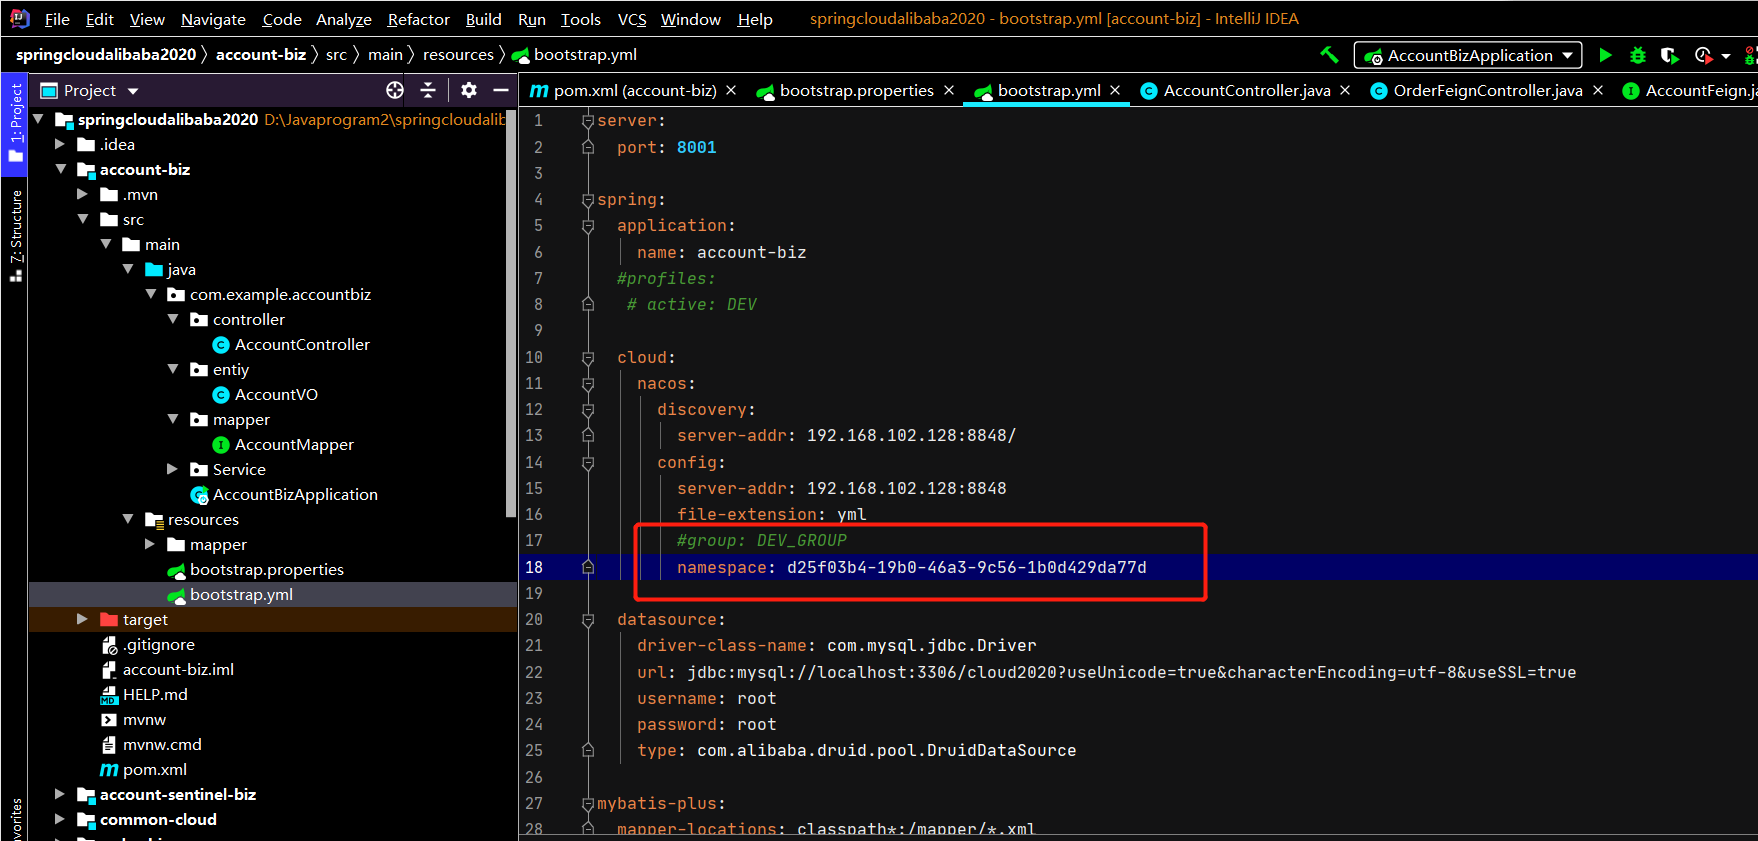 File Edit View Navigate Code Analyze Refactor Build Run Tools VCS Window Help springcloudalibaba2020 - bootstrap.yml [account-biz] - IntelliJ IDEA
springcloudalibaba2020 〉 account-biz 〉 src 〉 main 〉 resources 〉 bootstrap.yml AccountBizApplication
Project
pom.xml (account-biz) bootstrap.properties bootstrap.yml AccountController.java OrderFeignController.java AccountFeign.ja
1: Project
7: Structure
avorites
springcloudalibaba2020 D:\Javaprogram2\springcloudalib
.idea
account-biz
.mvn
src
main
java
com.example.accountbiz
controller
AccountController
entiy
AccountVO
mapper
AccountMapper
Service
AccountBizApplication
resources
mapper
bootstrap.properties
bootstrap.yml
target
.gitignore
account-biz.iml
HELP.md
mvnw
mvnw.cmd
pom.xml
account-sentinel-biz
common-cloud
1 server:
2 port: 8001
3
4 spring:
5 application:
6 name: account-biz
7 #profiles:
8 # active: DEV
9
10 cloud:
11 nacos:
12 discovery:
13 server-addr: 192.168.102.128:8848/
14 config:
15 server-addr: 192.168.102.128:8848
16 file-extension: yml
17 #group: DEV_GROUP
18 namespace: d25f03b4-19b0-46a3-9c56-1b0d429da77d
19
20 datasource:
21 driver-class-name: com.mysql.jdbc.Driver
22 url: jdbc:mysql://localhost:3306/cloud2020?useUnicode=true&characterEncoding=utf-8&useSSL=true
23 username: root
24 password: root
25 type: com.alibaba.druid.pool.DruidDataSource
26
27 mybatis-plus:
28 mapper-locations: classpath*:/mapper/*.xml